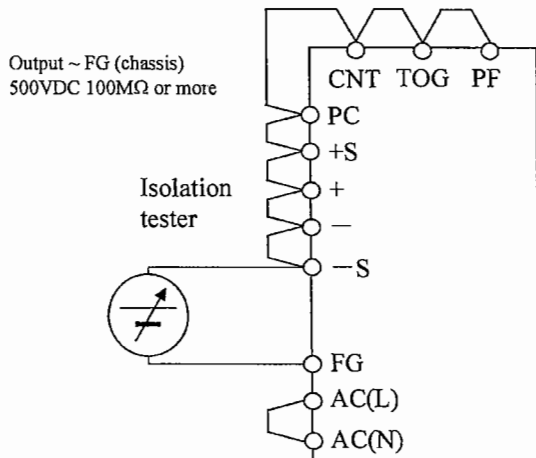 Output ~ FG (chassis)
500VDC 100MΩ or more
CNT TOG PF
PC
+S
Isolation
tester
+
−
−S
FG
AC(L)
AC(N)